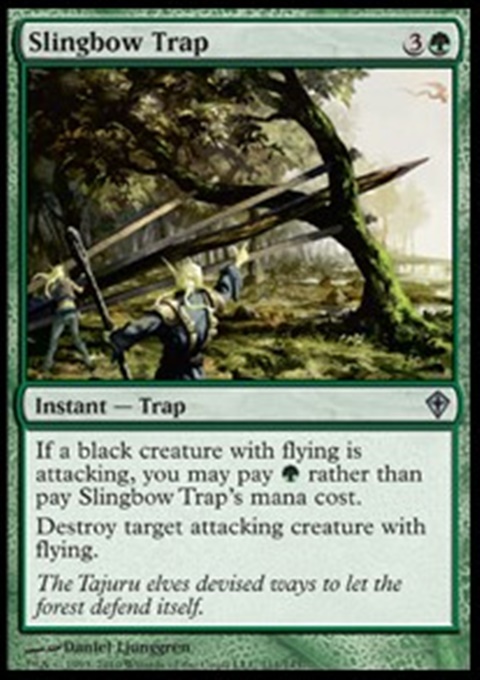 Slingbow Trap 3
Instant — Trap
If a black creature with flying is
attacking, you may pay rather than
pay Slingbow Trap's mana cost.
Destroy target attacking creature with
flying.
The Tajuru elves devised ways to let the
forest defend itself.
Daniel Ljunggren